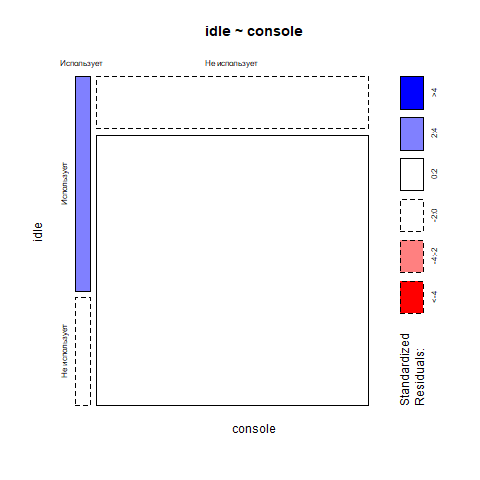 idle ~ console
Использует
Не использует
Использует
Не использует
idle
console
>4
2:4
0:2
-2:0
-4:-2
<-4
Standardized
Residuals: